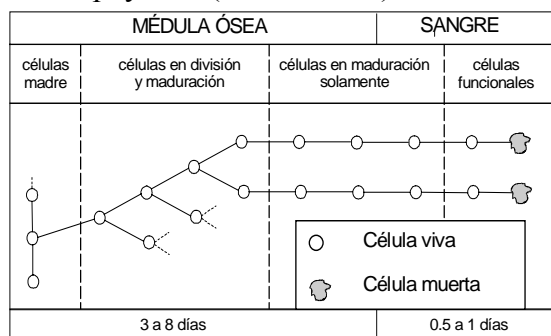 MÉDULA ÓSEA
SANGRE
células
madre
células en división
y maduración
células en maduración
solamente
células
funcionales
Célula viva
Célula muerta
3 a 8 días
0.5 a 1 días